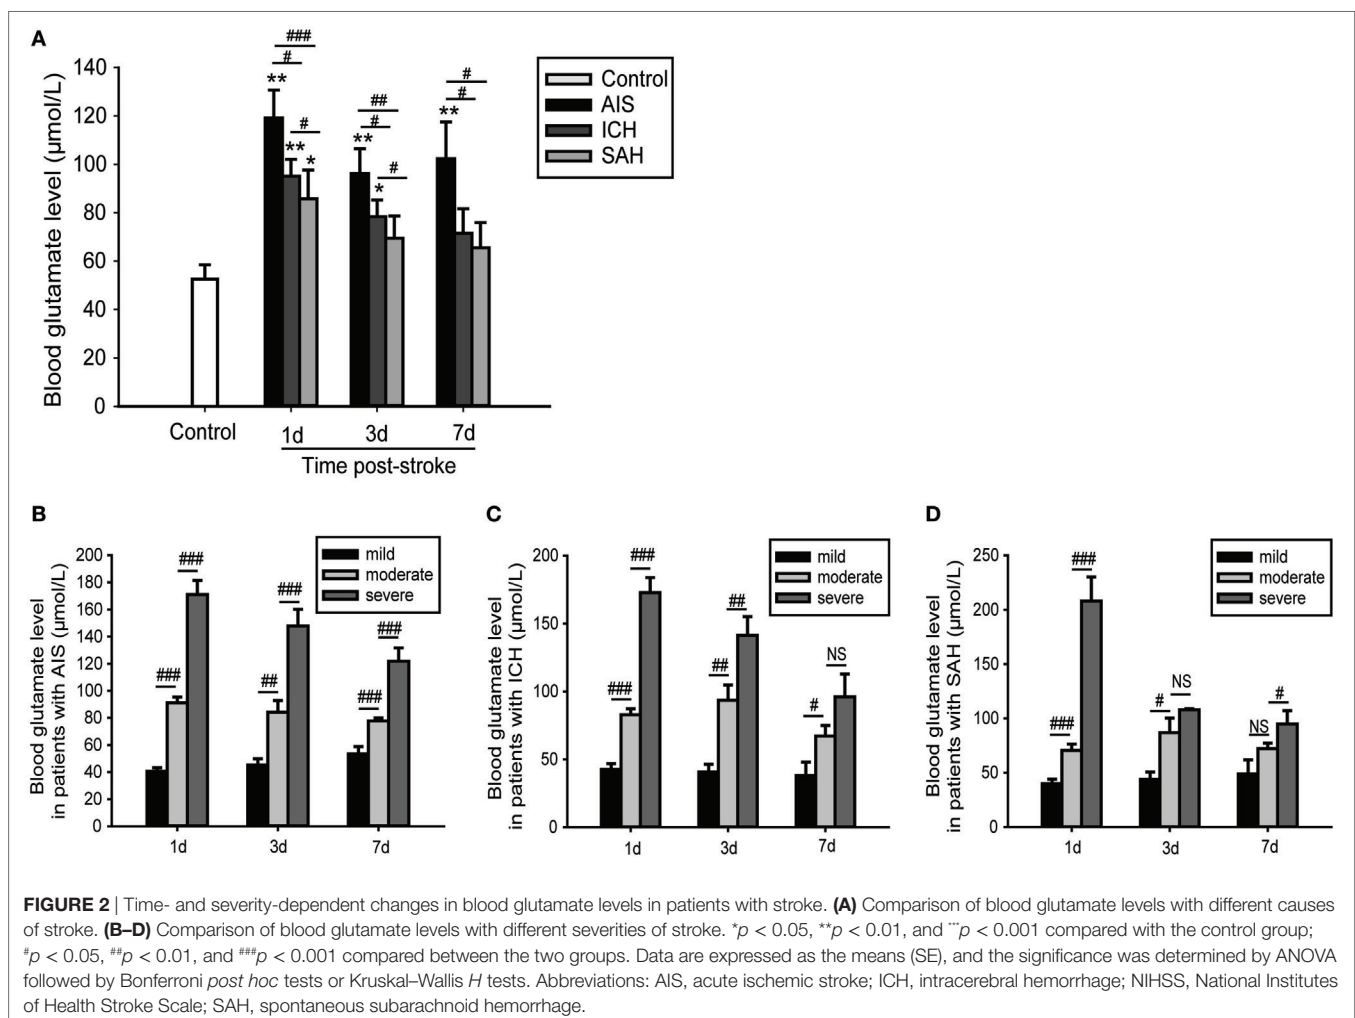 A
###
#
**
**
#
*
##
#
**
#
*
#
#
**
Control
AIS
ICH
SAH
Blood glutamate level (μmol/L)
140
120
100
80
60
40
20
0
Control
1d
3d
7d
Time post-stroke
B
Blood glutamate level
in patients with AIS (μmol/L)
200
180
160
140
120
100
80
60
40
20
0
###
###
##
###
###
###
mild
moderate
severe
1d
3d
7d
C
Blood glutamate level
in patients with ICH (μmol/L)
200
150
100
50
0
###
###
##
##
#
NS
mild
moderate
severe
1d
3d
7d
D
Blood glutamate level
in patients with SAH (μmol/L)
250
200
150
100
50
0
###
###
#
NS
NS
#
mild
moderate
severe
1d
3d
7d
FIGURE 2 | Time- and severity-dependent changes in blood glutamate levels in patients with stroke. (A) Comparison of blood glutamate levels with different causes
of stroke. (B–D) Comparison of blood glutamate levels with different severities of stroke. *p < 0.05, **p < 0.01, and ***p < 0.001 compared with the control group;
#p < 0.05, ##p < 0.01, and ###p < 0.001 compared between the two groups. Data are expressed as the means (SE), and the significance was determined by ANOVA
followed by Bonferroni post hoc tests or Kruskal–Wallis H tests. Abbreviations: AIS, acute ischemic stroke; ICH, intracerebral hemorrhage; NIHSS, National Institutes
of Health Stroke Scale; SAH, spontaneous subarachnoid hemorrhage.